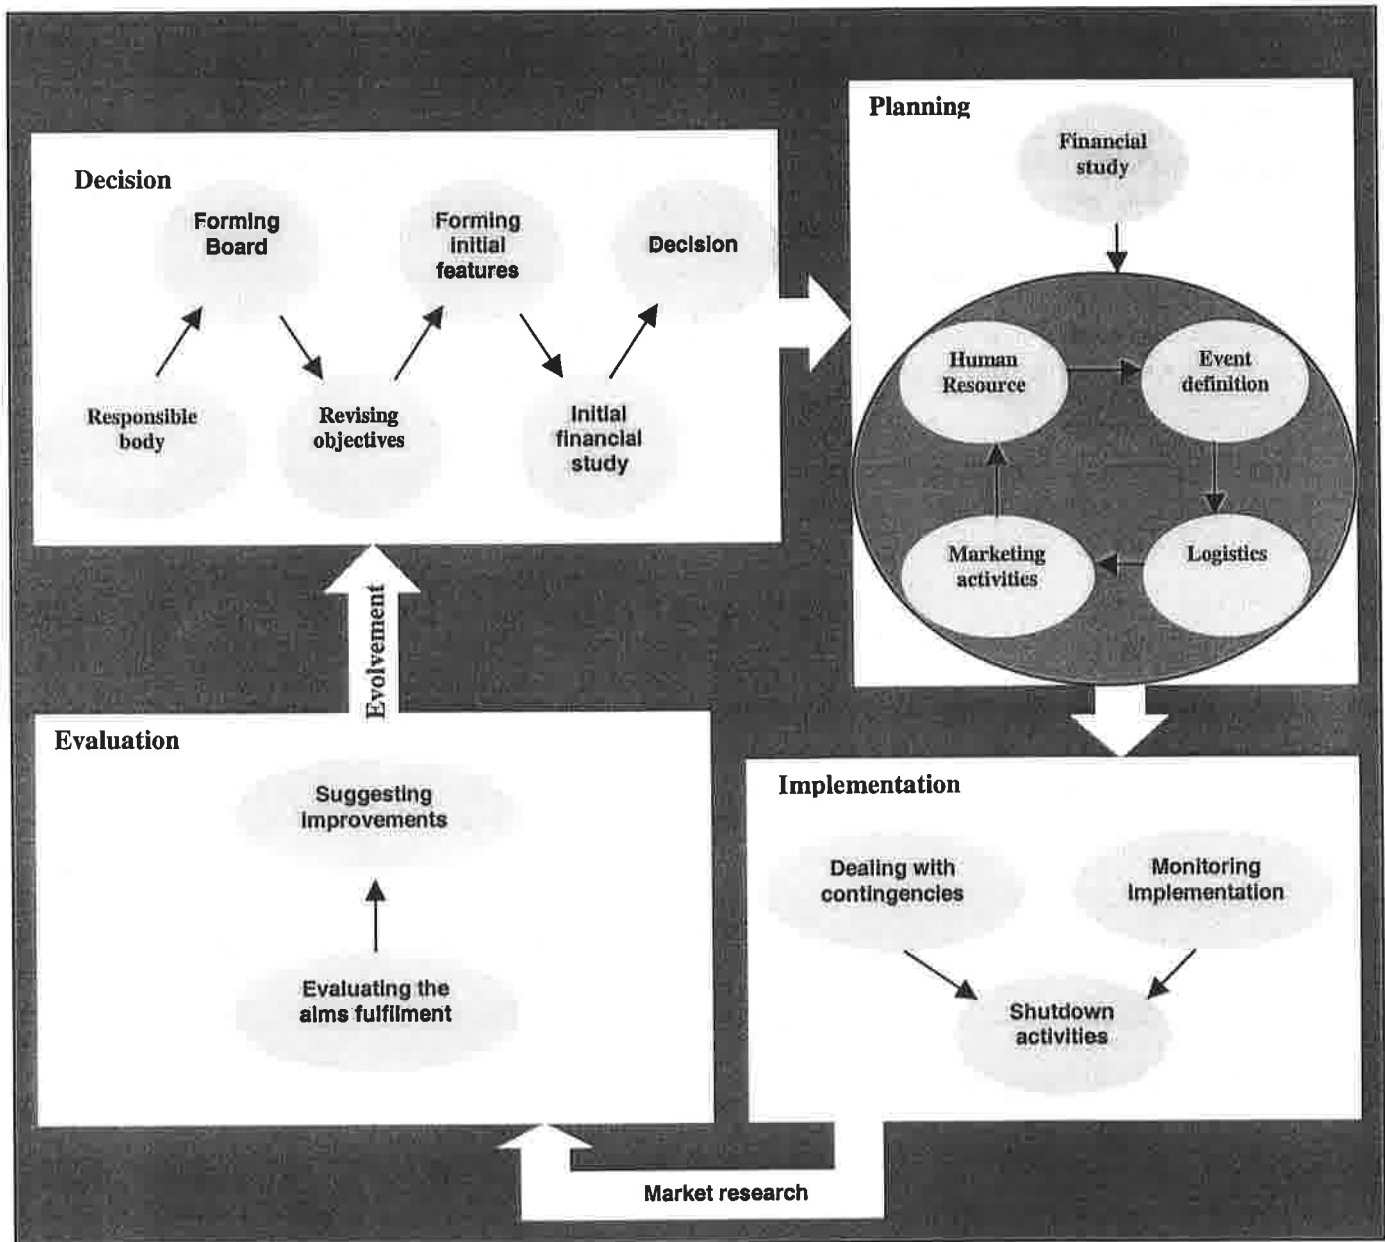 Decision
Forming
Board
Forming
initial
features
Decision
Responsible
body
Revising
objectives
Initial
financial
study
Planning
Financial
study
Human
Resource
Event
definition
Marketing
activities
Logistics
Evolvement
Evaluation
Suggesting
improvements
Evaluating the
aims fulfilment
Implementation
Dealing with
contingencies
Monitoring
implementation
Shutdown
activities
Market research